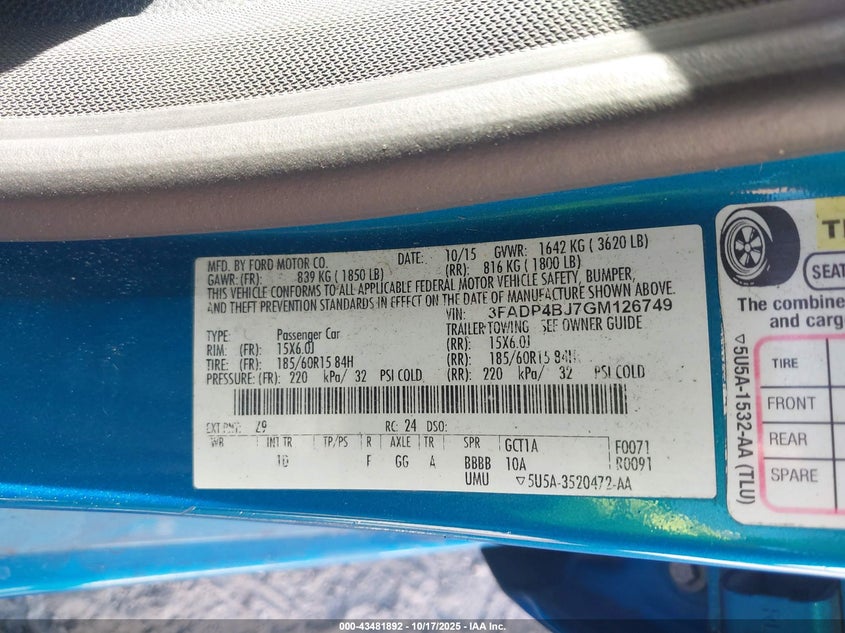 MFD. BY FORD MOTOR CO. DATE: 10/15 GVWR: 1642 KG ( 3620 LB)
GAWR: (FR): 839 KG ( 1850 LB) (RR): 816 KG ( 1800 LB)
THIS VEHICLE CONFORMS TO ALL APPLICABLE FEDERAL MOTOR VEHICLE SAFETY, BUMPER,
AND THEFT PREVENTION STANDARDS IN EFFECT ON THE DATE OF MANUFACTURE SHOWN ABOVE.
VIN: 3FADP4BJ7GM126749
TYPE: Passenger Car TRAILER TOWING: SEE OWNER GUIDE
RIM: (FR): 15X6.0J (RR): 15X6.0J
TIRE: (FR): 185/60R15 84H (RR): 185/60R15 84H
PRESSURE: (FR): 220 kPa/ 32 PSI COLD (RR): 220 kPa/ 32 PSI COLD
EXT PNT: Z9 RC: 24 DSO:
WB INT TR TP/PS R AXLE TR SPR GCT1A F0071
F GG A BBBB 10A R0091
UMU ▽5U5A-3520472-AA
SEAT
The combine
and carg
TIRE
FRONT
REAR
SPARE
▽5U5A-1532-AA (TLU)
000-43481892 | 10/17/2025 | IAA Inc.